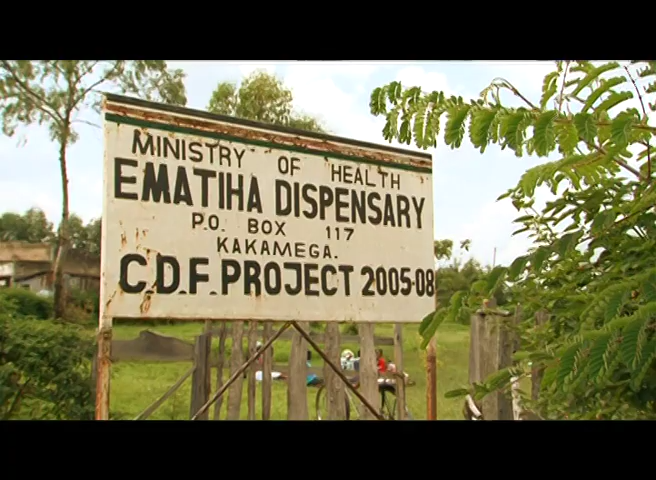 MINISTRY OF HEALTH
EMATIHA DISPENSARY
P.O. BOX 117
KAKAMEGA.
C.D.F. PROJECT 2005-08